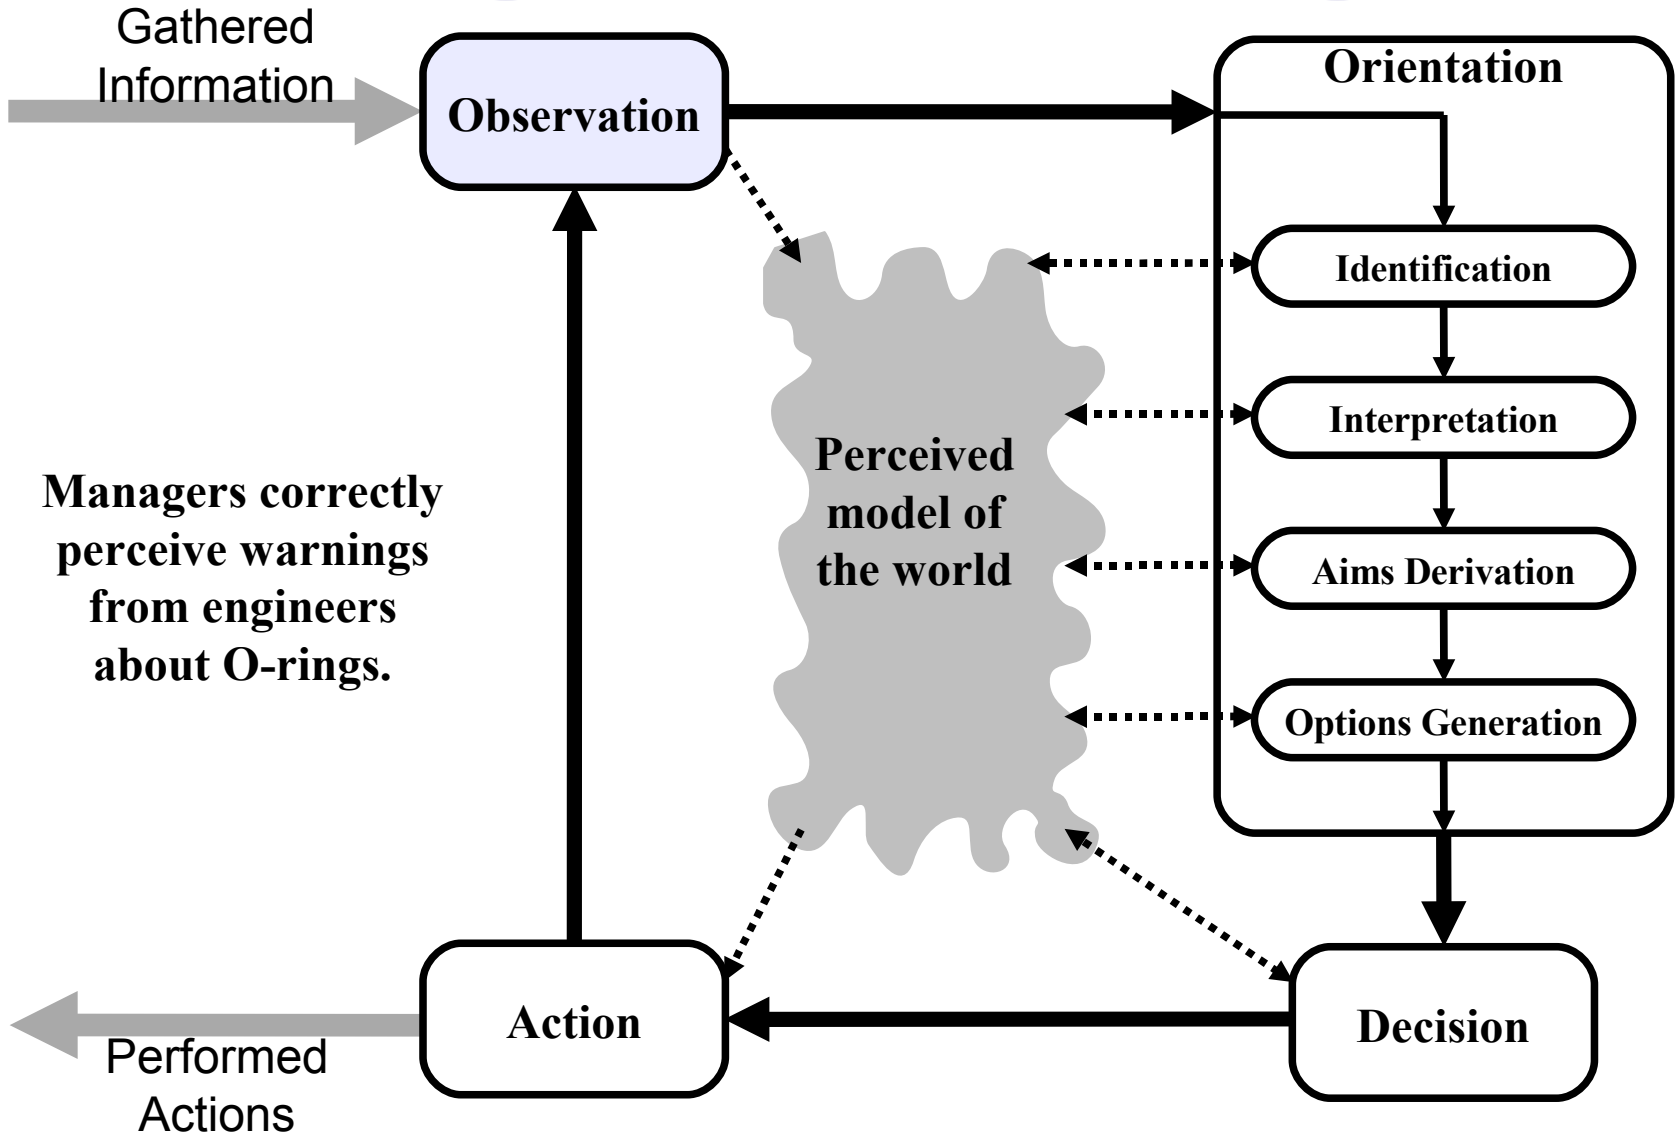 Gathered
Information
Observation
Orientation
Identification
Interpretation
Aims Derivation
Options Generation
Perceived
model of
the world
Managers correctly
perceive warnings
from engineers
about O-rings.
Action
Decision
Performed
Actions